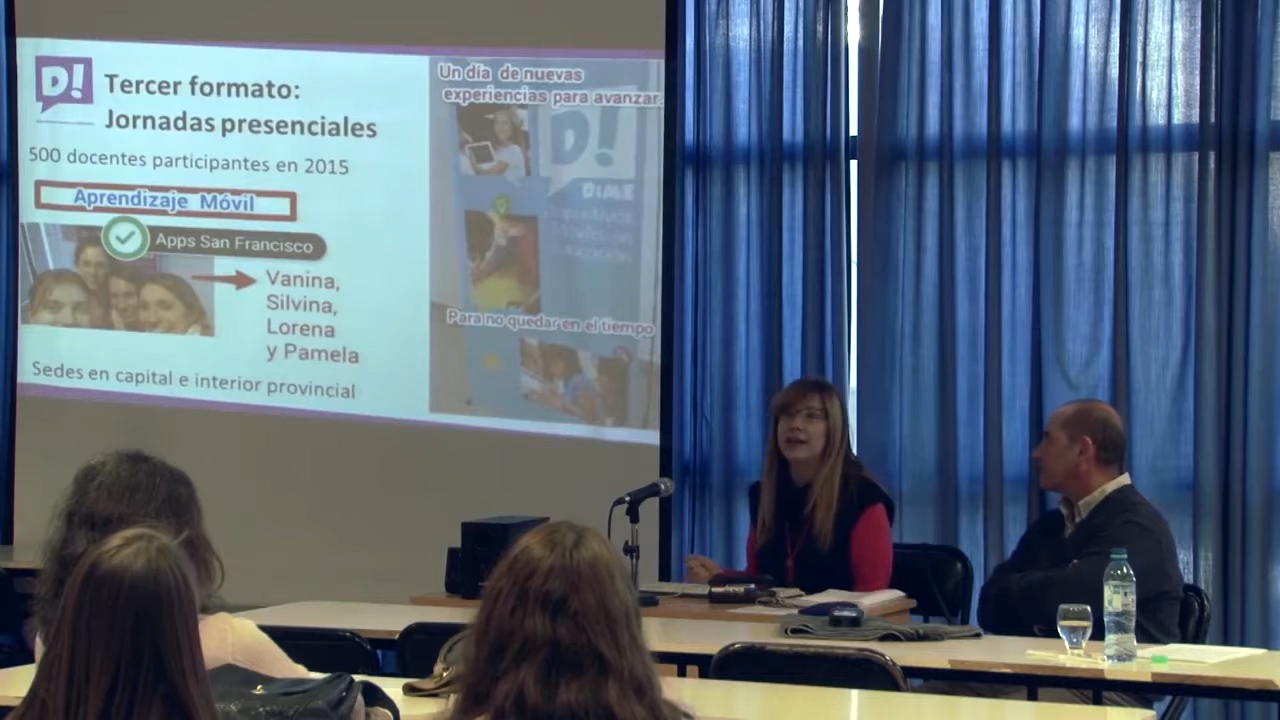 D!
Tercer formato:
Jornadas presenciales
500 docentes participantes en 2015
Aprendizaje Móvil
Apps San Francisco
Vanina,
Silvina,
Lorena
y Pamela
Sedes en capital e interior provincial
Un día de nuevas
experiencias para avanzar.
D!
DIME
Para no quedar en el tiempo